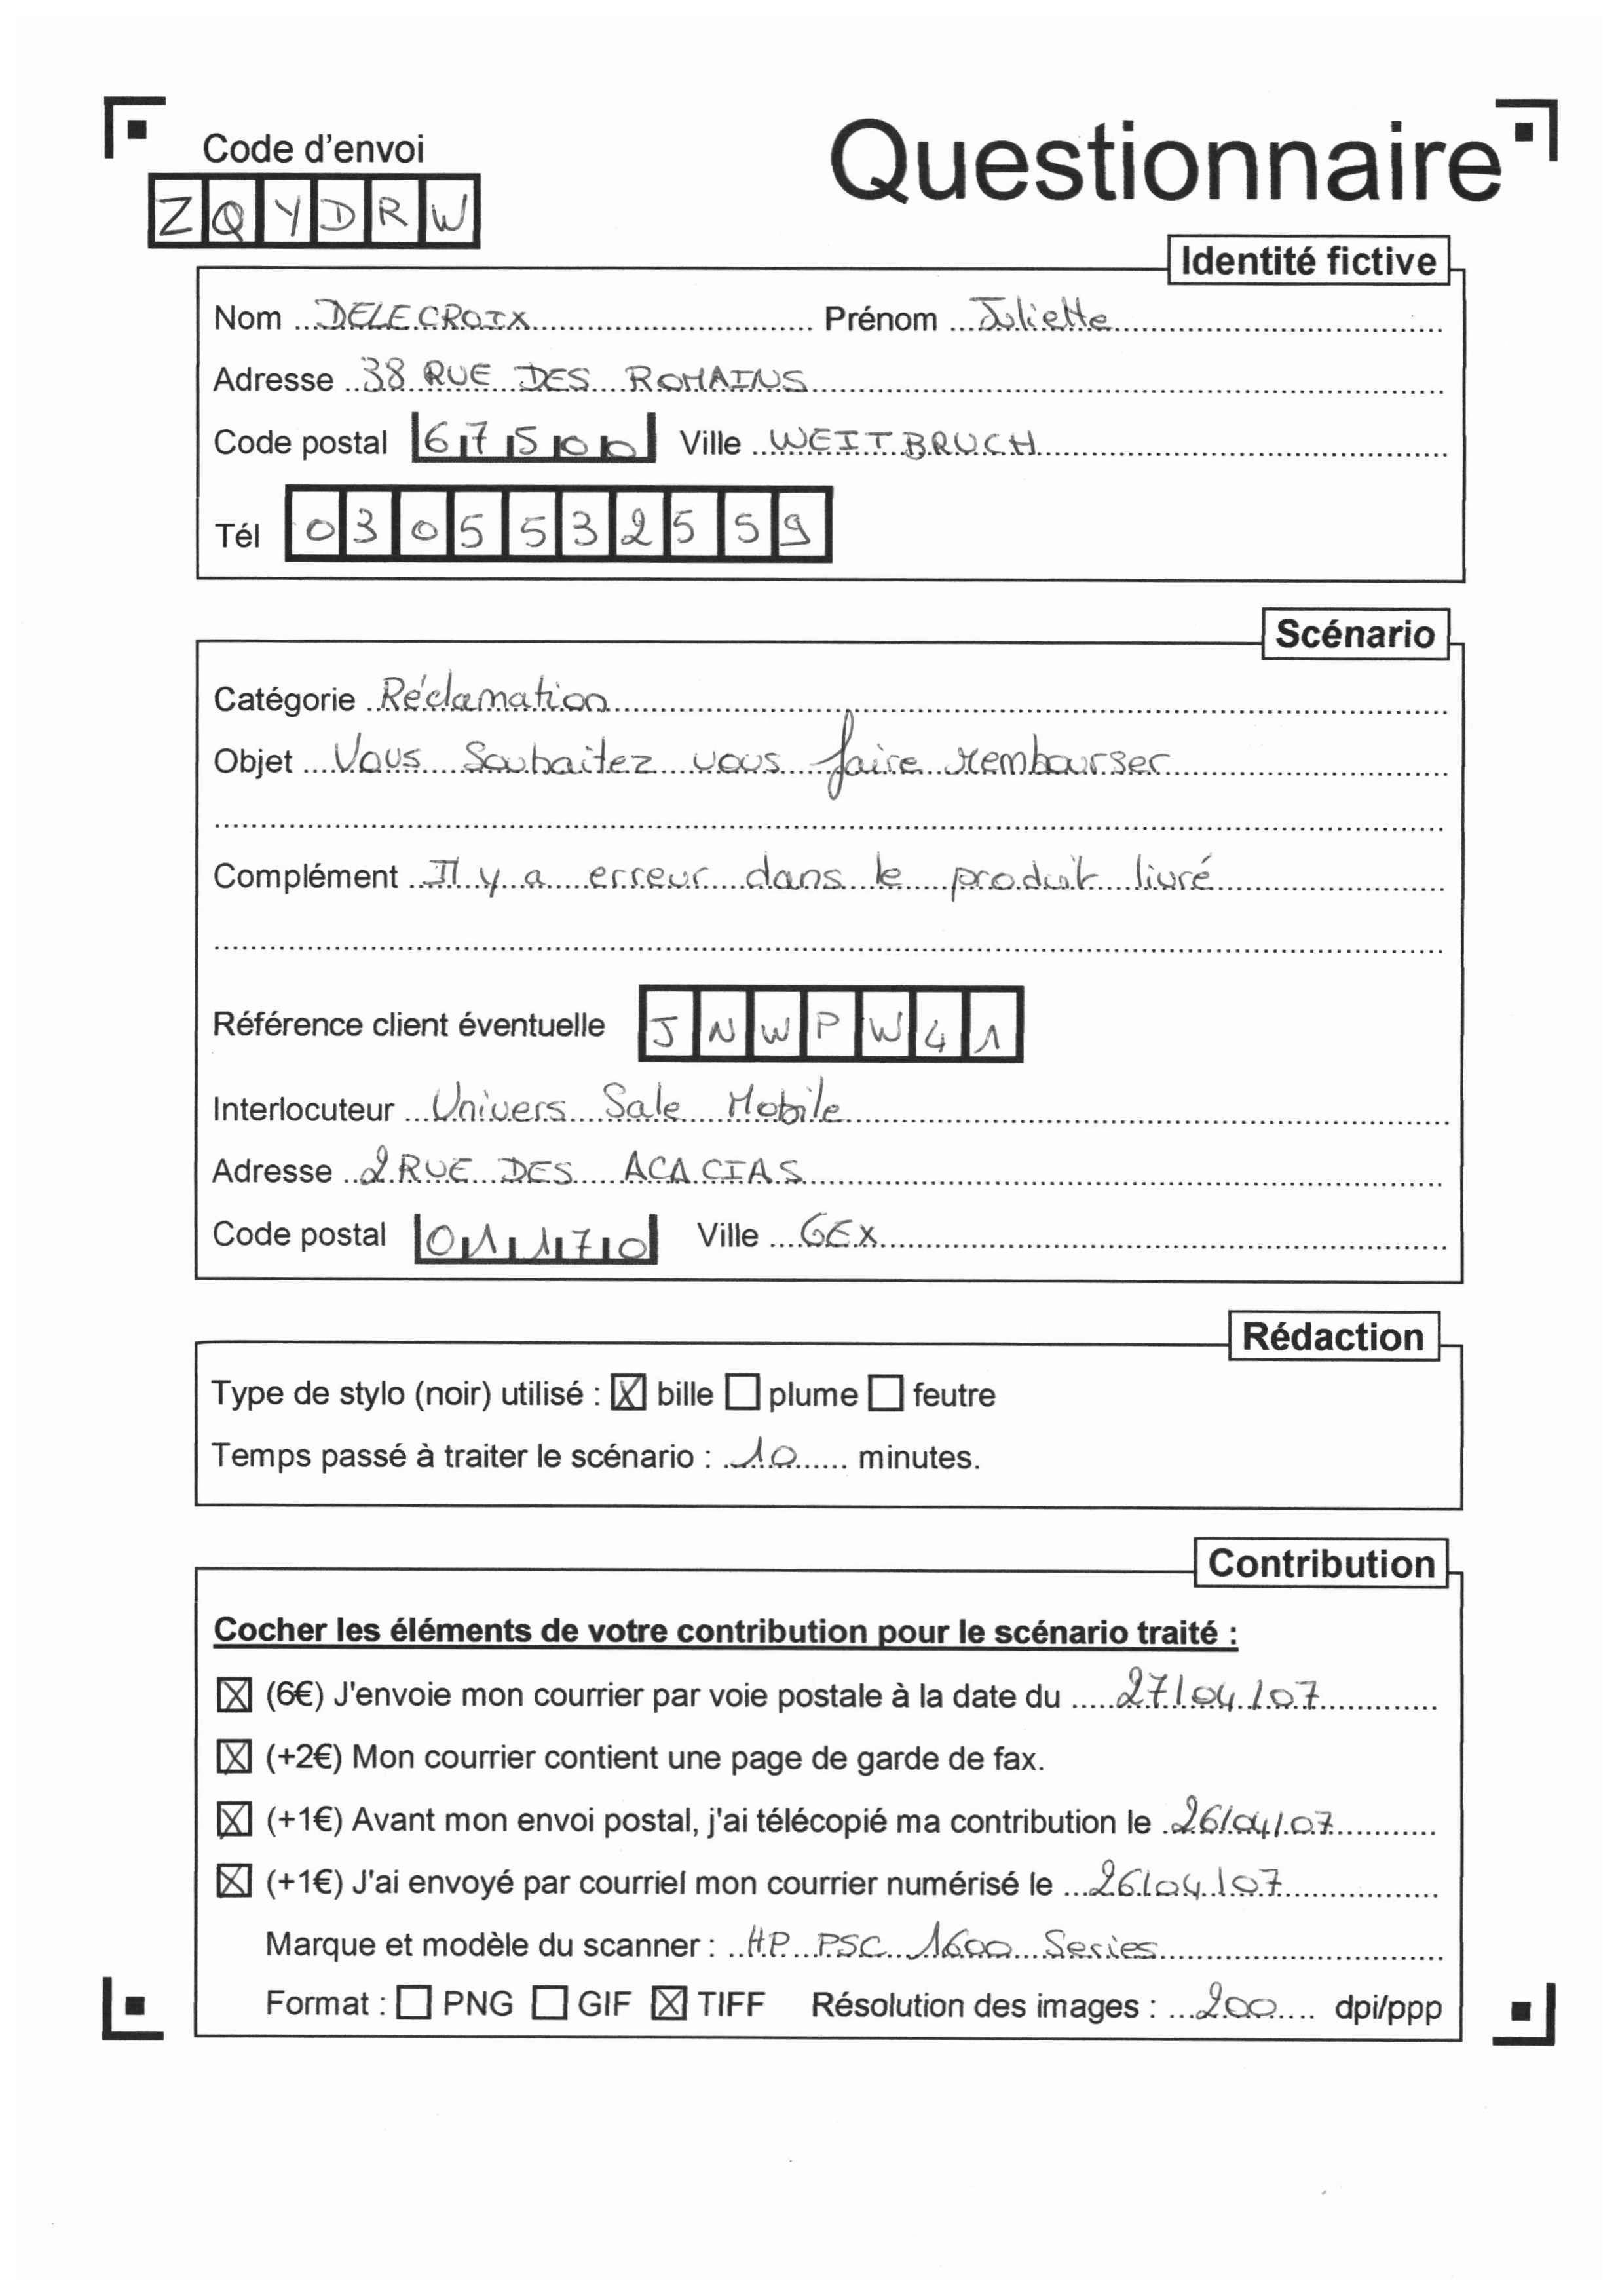 Code d'envoi
ZQYDRW
Questionnaire
Identité fictive
Nom DELECROIX Prénom Juliette
Adresse 38 RUE DES ROMAINS
Code postal 67500 Ville WEITBRUCH
Tél 0305532559
Scénario
Catégorie Réclamation
Objet Vous souhaitez vous faire rembourser
Complément Il y a erreur dans le produit livré
Référence client éventuelle JNWPW41
Interlocuteur Univers Sale Mobile
Adresse 2 RUE DES ACACIAS
Code postal 01170 Ville GEX
Rédaction
Type de stylo (noir) utilisé : ☒ bille ☐ plume ☐ feutre
Temps passé à traiter le scénario : 10 minutes.
Contribution
Cocher les éléments de votre contribution pour le scénario traité :
☒ (6€) J'envoie mon courrier par voie postale à la date du 27/04/07
☒ (+2€) Mon courrier contient une page de garde de fax.
☒ (+1€) Avant mon envoi postal, j'ai télécopié ma contribution le 26/04/07
☒ (+1€) J'ai envoyé par courriel mon courrier numérisé le 26/04/07
Marque et modèle du scanner : HP PSC 1600 Series
Format : ☐ PNG ☐ GIF ☒ TIFF Résolution des images : 200 dpi/ppp